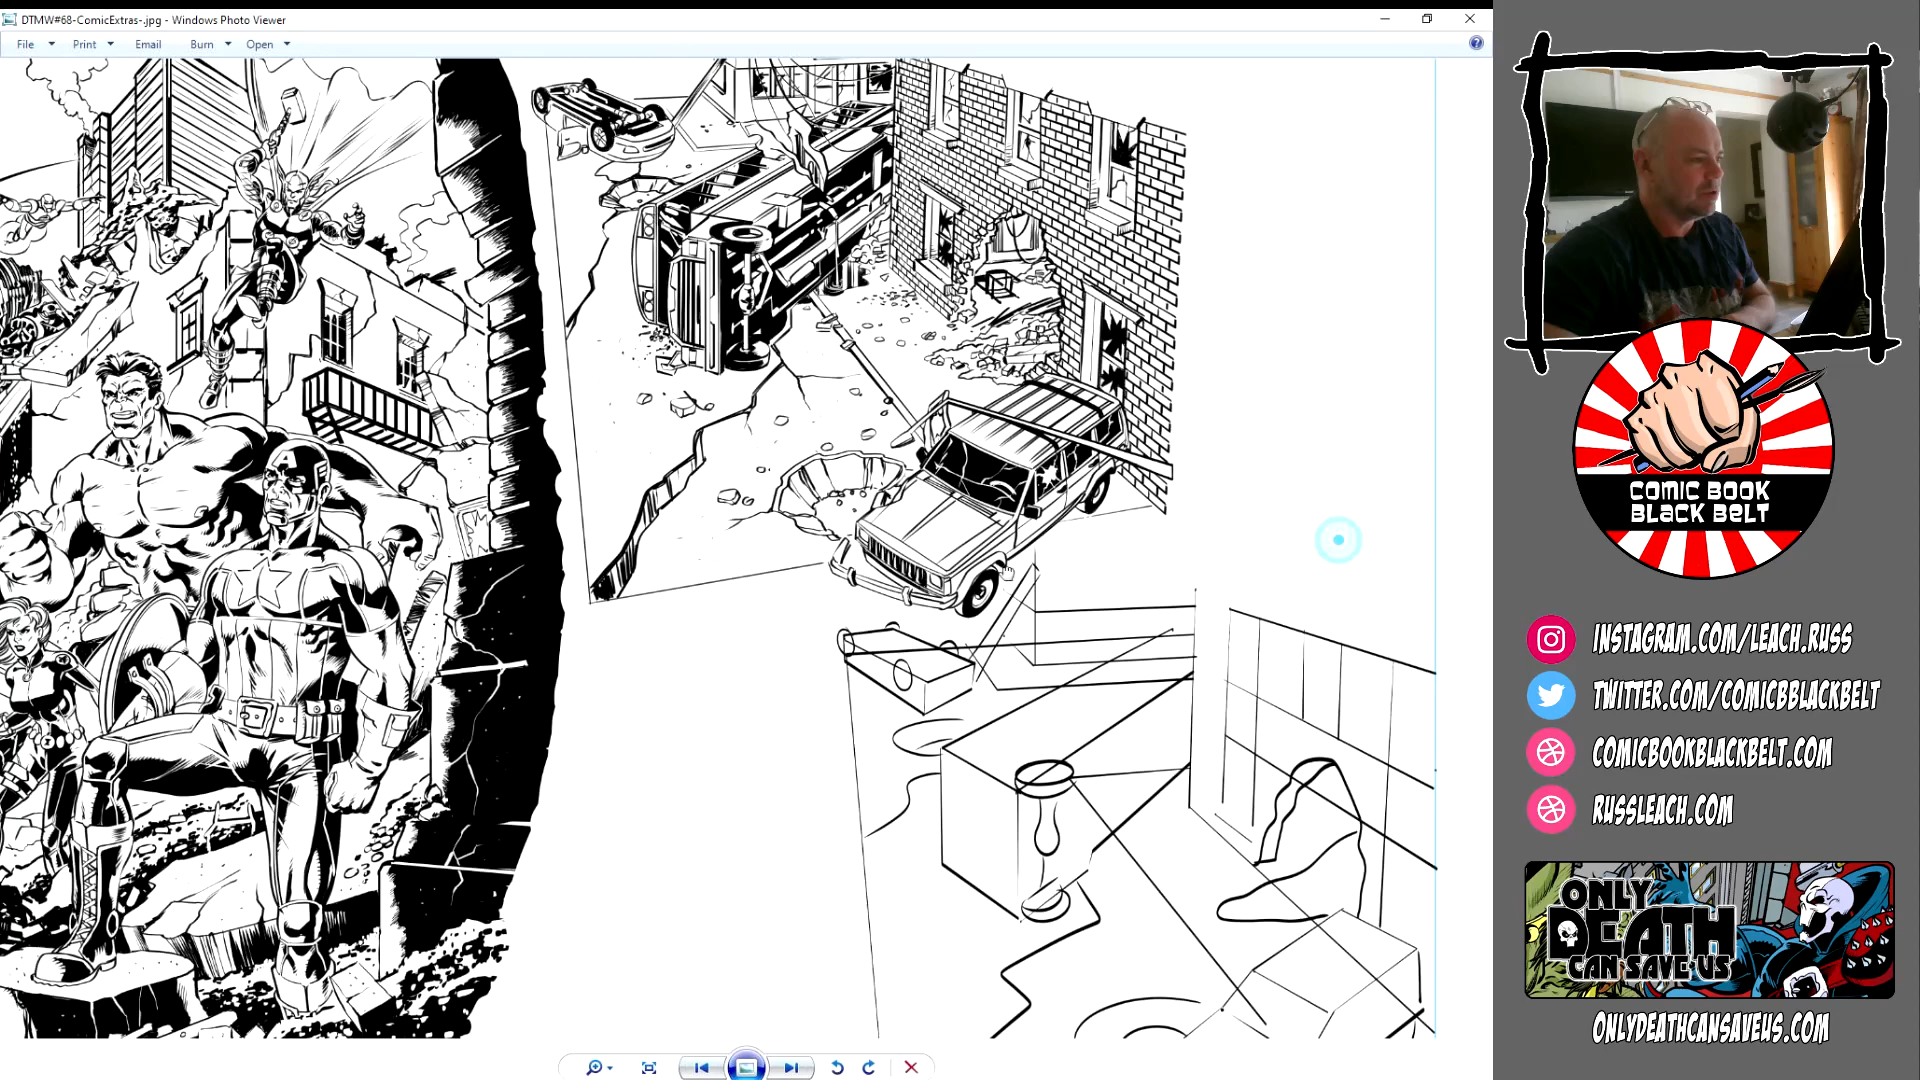 DTMW#68-ComicExtras-.jpg - Windows Photo Viewer
File Print Email Burn Open
COMIC BOOK
BLACK BELT
INSTAGRAM.COM/LEACH.RUSS
TWITTER.COM/COMICBBLACKBELT
COMICBOOKBLACKBELT.COM
RUSSLEACH.COM
ONLY
DEATH
CAN SAVE US
ONLYDEATHCANSAVEUS.COM